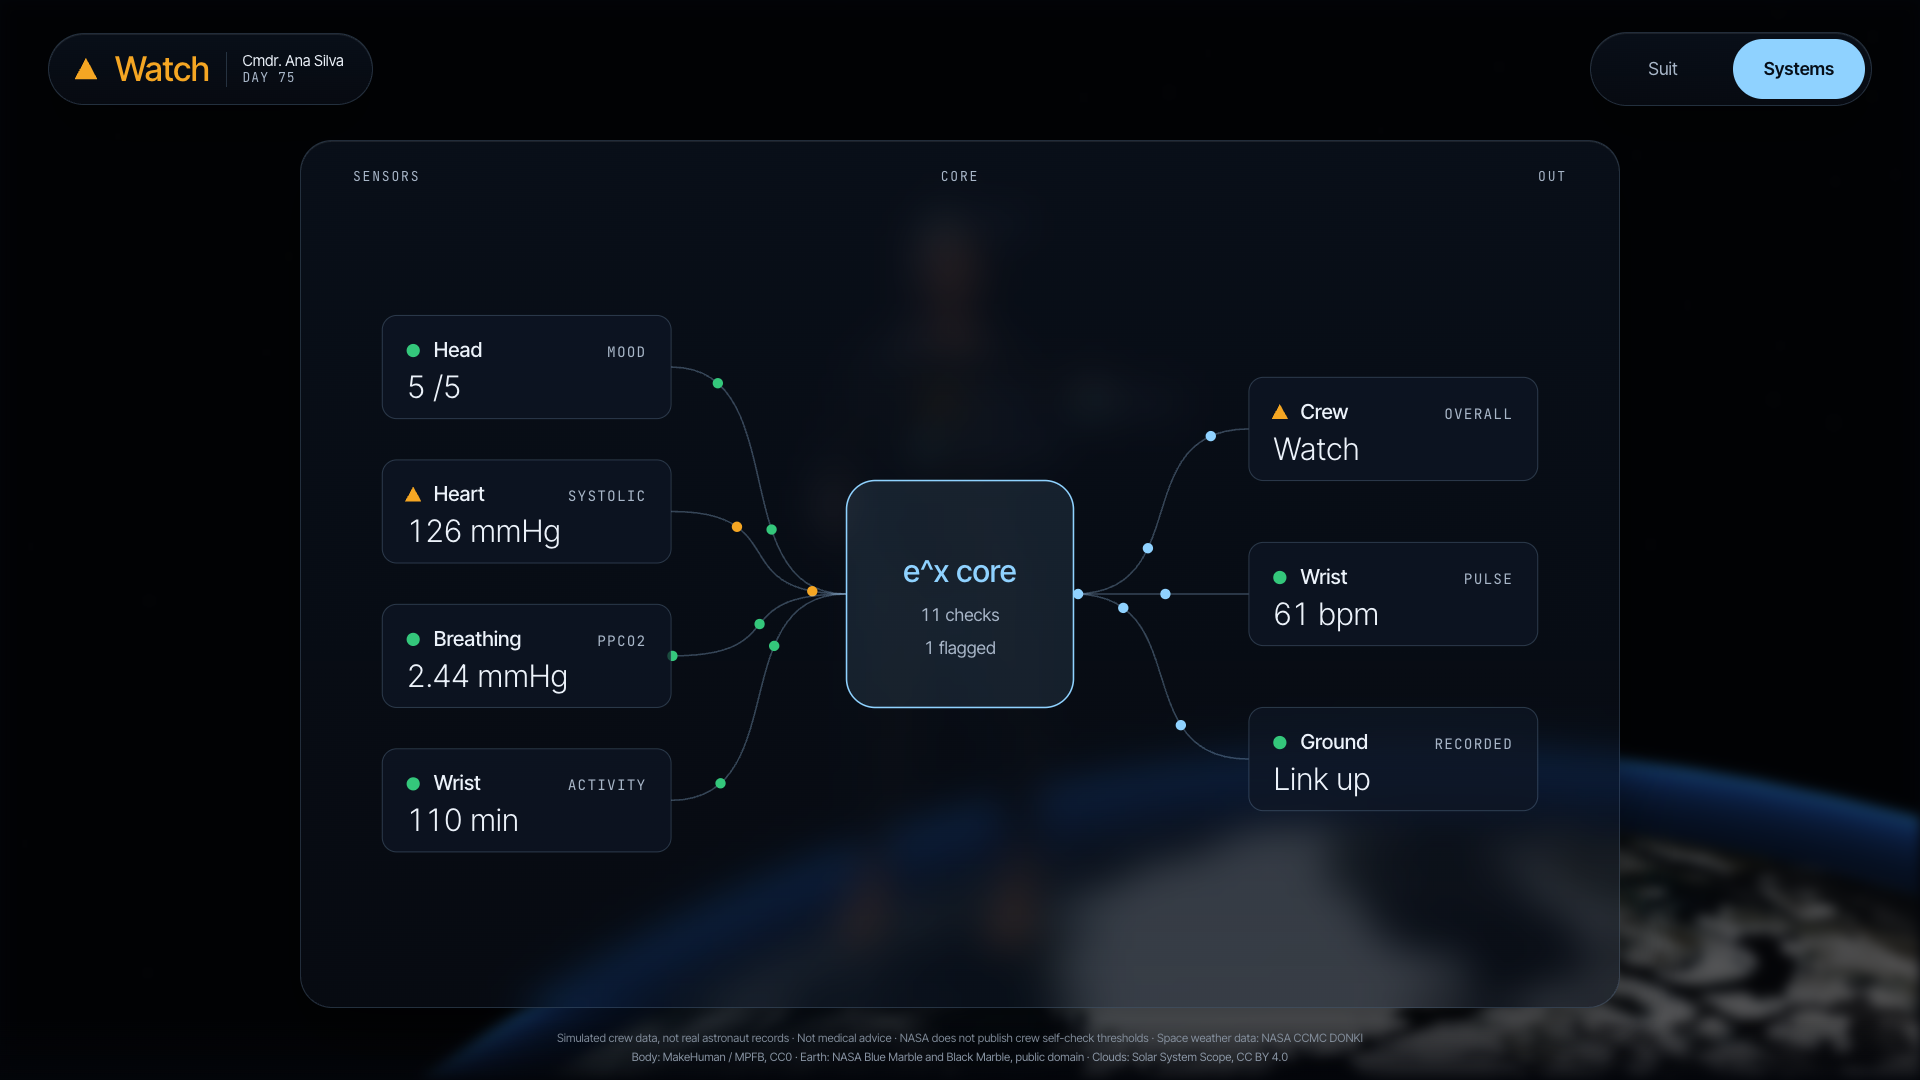 Watch
Cmdr. Ana Silva
DAY 75
Suit
Systems
SENSORS
CORE
OUT
Head
MOOD
5 /5
Heart
SYSTOLIC
126 mmHg
Breathing
PPCO2
2.44 mmHg
Wrist
ACTIVITY
110 min
e^x core
11 checks
1 flagged
Crew
OVERALL
Watch
Wrist
PULSE
61 bpm
Ground
RECORDED
Link up
Simulated crew data, not real astronaut records · Not medical advice · NASA does not publish crew self-check thresholds · Space weather data: NASA CCMC DONKI
Body: MakeHuman / MPFB, CC0 · Earth: NASA Blue Marble and Black Marble, public domain · Clouds: Solar System Scope, CC BY 4.0